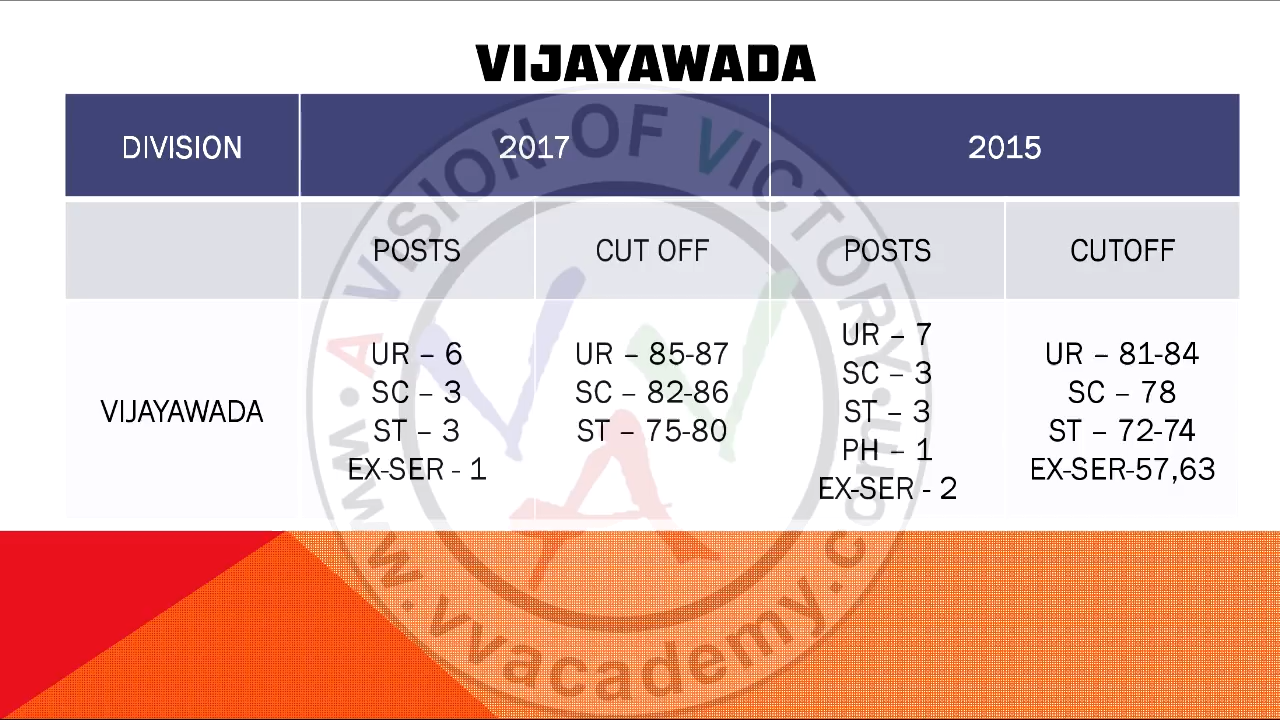 VIJAYAWADA
DIVISION 2017 2015
POSTS CUT OFF POSTS CUTOFF
VIJAYAWADA
UR – 6
SC – 3
ST – 3
EX-SER - 1
UR – 85-87
SC – 82-86
ST – 75-80
UR – 7
SC – 3
ST – 3
PH – 1
EX-SER - 2
UR – 81-84
SC – 78
ST – 72-74
EX-SER-57,63
A VISION OF VICTORY
www.vvacademy.com
VVA